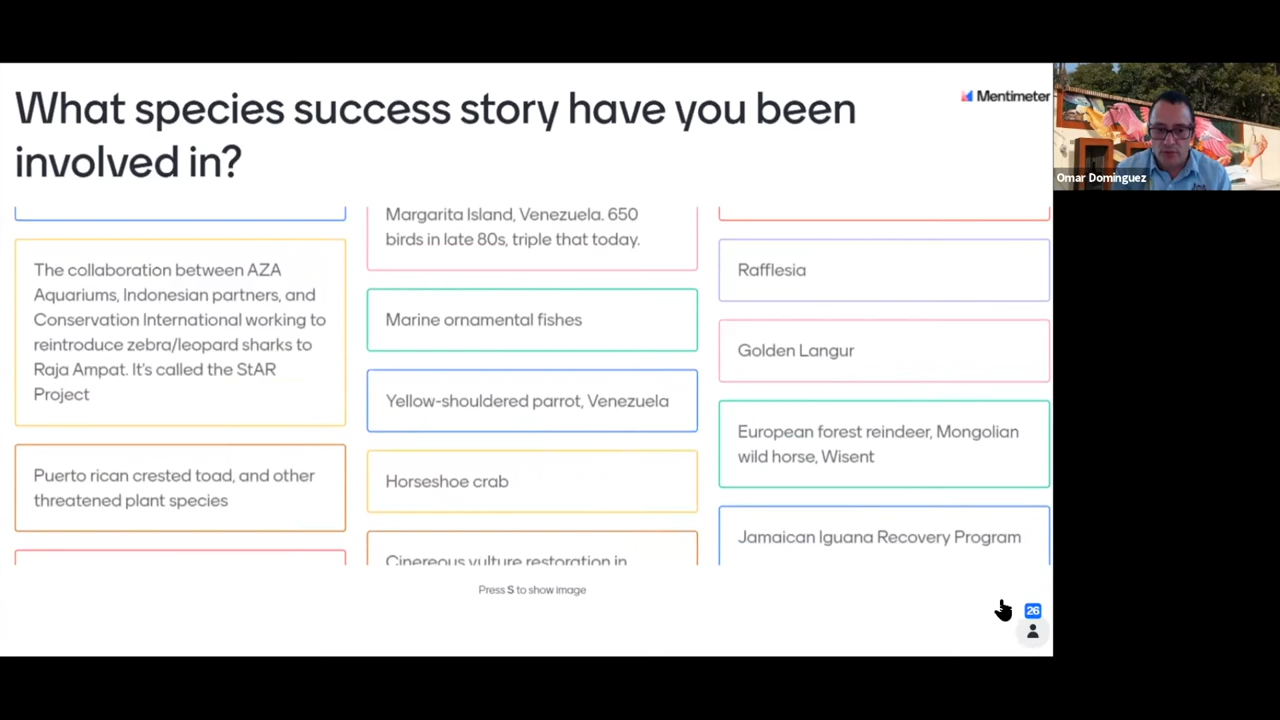 What species success story have you been
involved in?
Mentimeter
Omar Dominguez
The collaboration between AZA
Aquariums, Indonesian partners, and
Conservation International working to
reintroduce zebra/leopard sharks to
Raja Ampat. It's called the StAR
Project
Puerto rican crested toad, and other
threatened plant species
Margarita Island, Venezuela. 650
birds in late 80s, triple that today.
Marine ornamental fishes
Yellow-shouldered parrot, Venezuela
Horseshoe crab
Cinereous vulture restoration in
Rafflesia
Golden Langur
European forest reindeer, Mongolian
wild horse, Wisent
Jamaican Iguana Recovery Program
Press S to show image
26